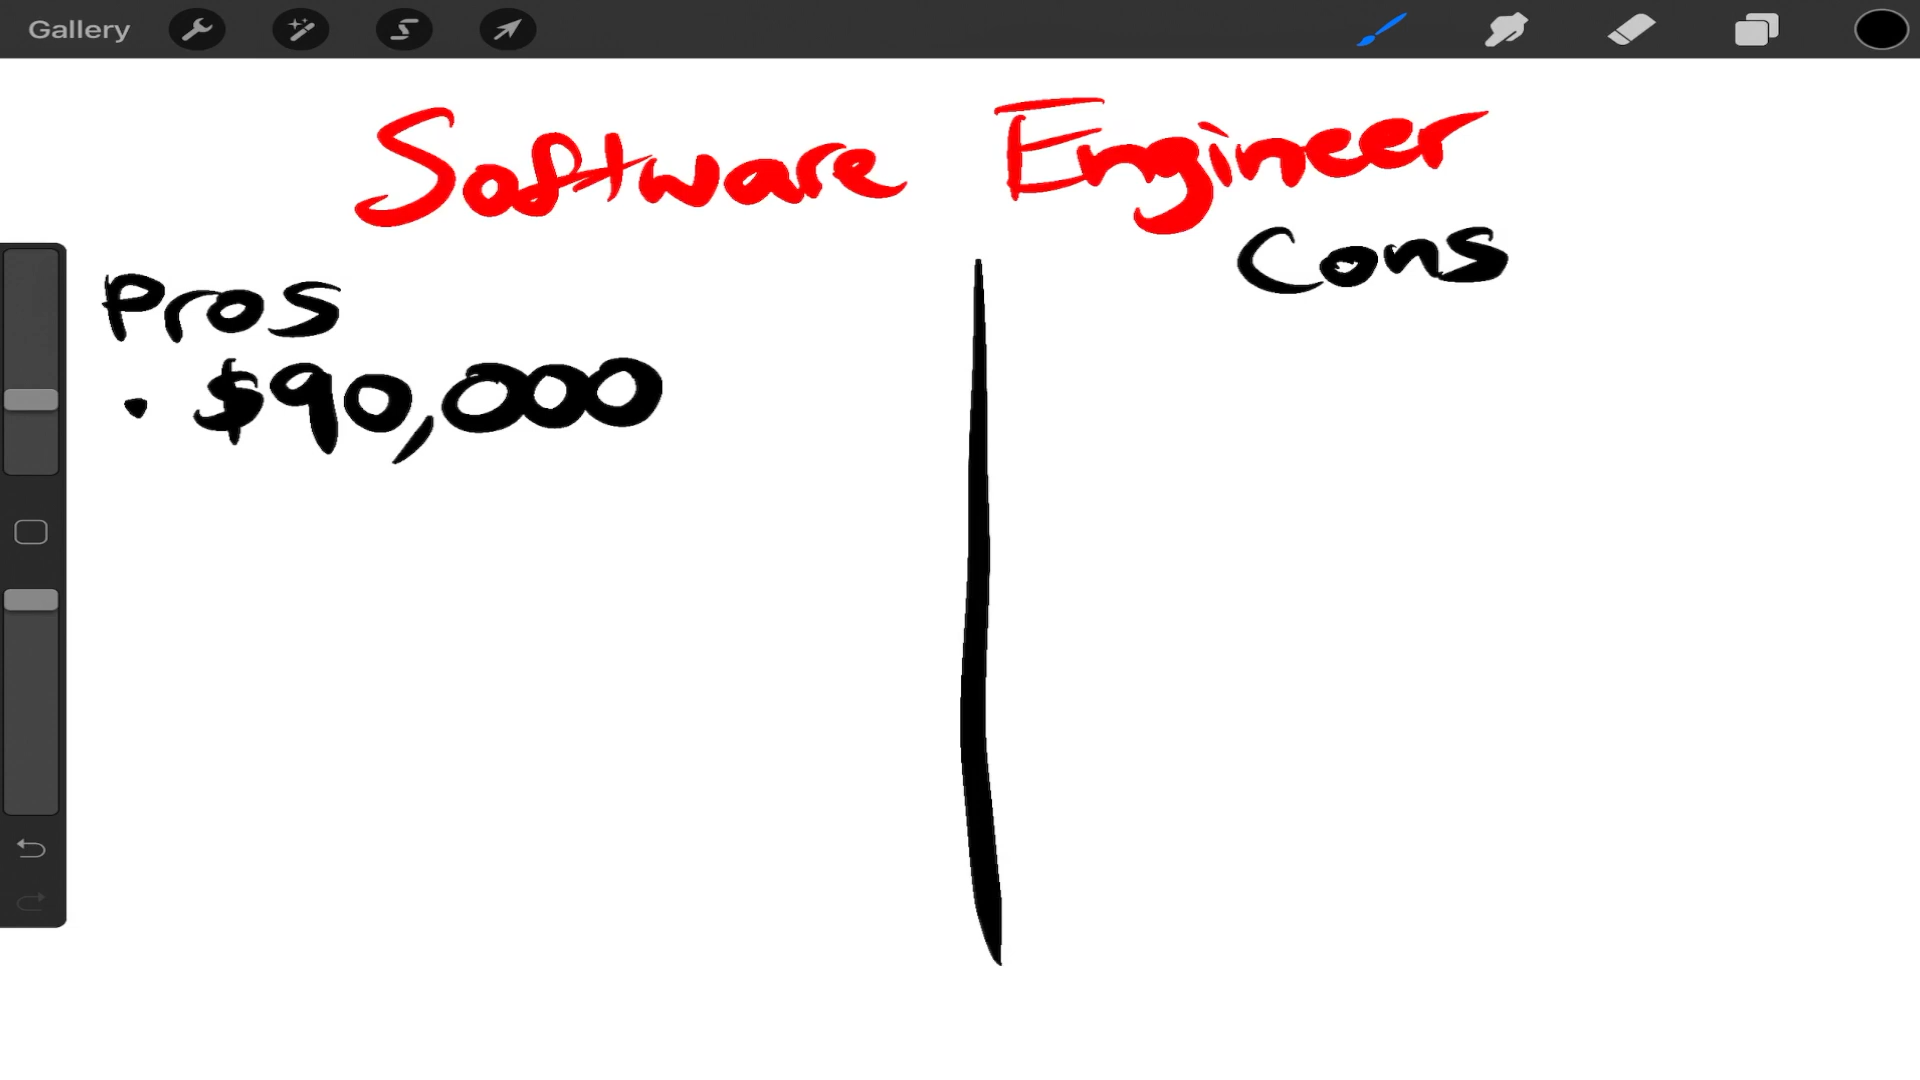 Gallery
Software Engineer
Pros
Cons
• $90,000